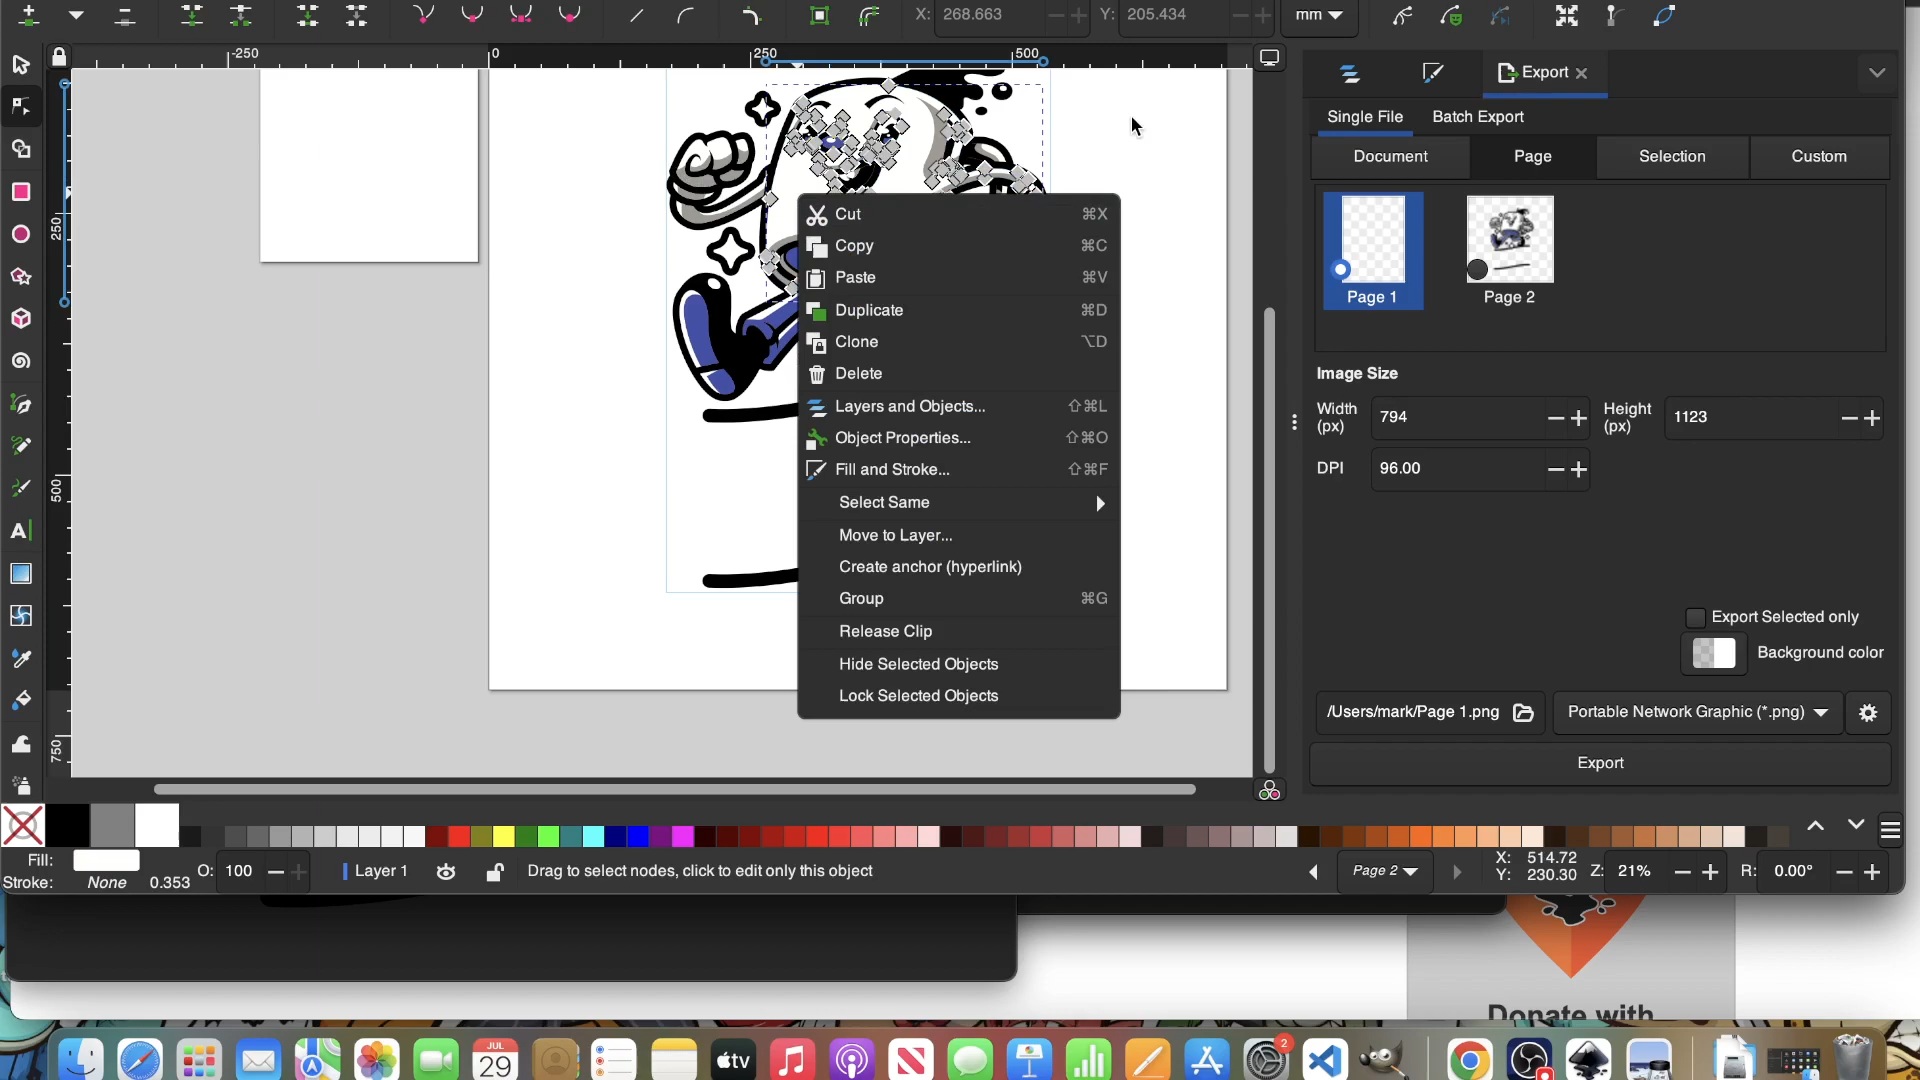 X: 268.663 Y: 205.434 mm
-250 0 250 500
250
500
750
Export
Single File Batch Export
Document Page Selection Custom
Page 1 Page 2
Image Size
Width (px) 794 Height (px) 1123
DPI 96.00
Export Selected only
Background color
/Users/mark/Page 1.png Portable Network Graphic (*.png)
Export
Cut ⌘X
Copy ⌘C
Paste ⌘V
Duplicate ⌘D
Clone ⌥D
Delete
Layers and Objects... ⇧⌘L
Object Properties... ⇧⌘O
Fill and Stroke... ⇧⌘F
Select Same
Move to Layer...
Create anchor (hyperlink)
Group ⌘G
Release Clip
Hide Selected Objects
Lock Selected Objects
Fill:
Stroke: None 0.353 O: 100 Layer 1 Drag to select nodes, click to edit only this object Page 2 X: 514.72 Y: 230.30 Z: 21% R: 0.00°
Donate with
JUL
29
tv
2